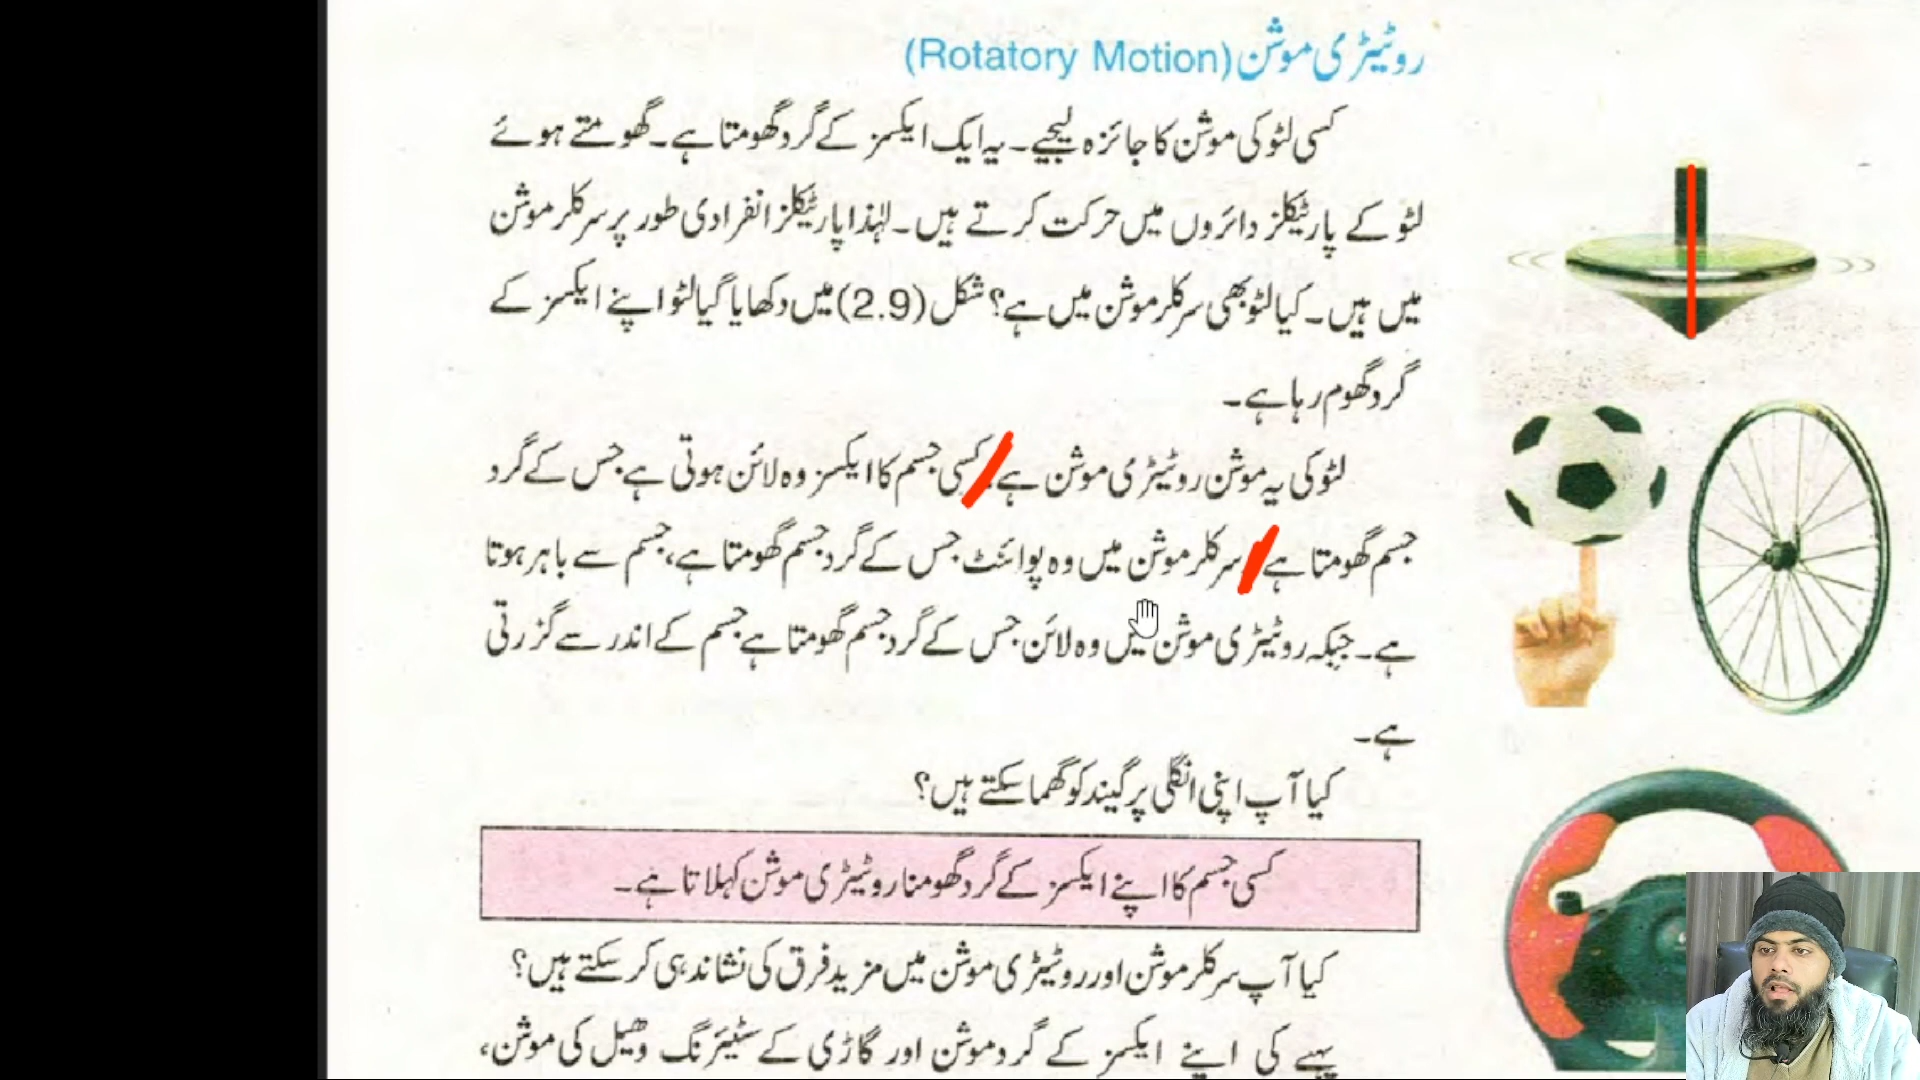 روٹیٹری موشن (Rotatory Motion)
کسی لٹو کی موشن کا جائزہ لیجیے۔ یہ ایک ایکسز کے گرد گھومتا ہے۔ گھومتے ہوئے
لٹو کے پارٹیکلز دائروں میں حرکت کرتے ہیں۔ لہٰذا پارٹیکلز انفرادی طور پر سرکلر موشن
میں ہیں۔ کیا لٹو بھی سرکلر موشن میں ہے؟ شکل (2.9) میں دکھایا گیا لٹو اپنے ایکسز کے
گرد گھوم رہا ہے۔
لٹو کی یہ موشن روٹیٹری موشن ہے۔ کسی جسم کا ایکسز وہ لائن ہوتی ہے جس کے گرد
جسم گھومتا ہے۔ سرکلر موشن میں وہ پوائنٹ جس کے گرد جسم گھومتا ہے، جسم سے باہر ہوتا
ہے۔ جبکہ روٹیٹری موشن میں وہ لائن جس کے گرد جسم گھومتا ہے جسم کے اندر سے گزرتی
ہے۔
کیا آپ اپنی انگلی پر گیند کو گھما سکتے ہیں؟
کسی جسم کا اپنے ایکسز کے گرد گھومنا روٹیٹری موشن کہلاتا ہے۔
کیا آپ سرکلر موشن اور روٹیٹری موشن میں مزید فرق کی نشاندہی کر سکتے ہیں؟
پہیے کی اپنے ایکسز کے گرد موشن اور گاڑی کے سٹیئرنگ وھیل کی موشن،